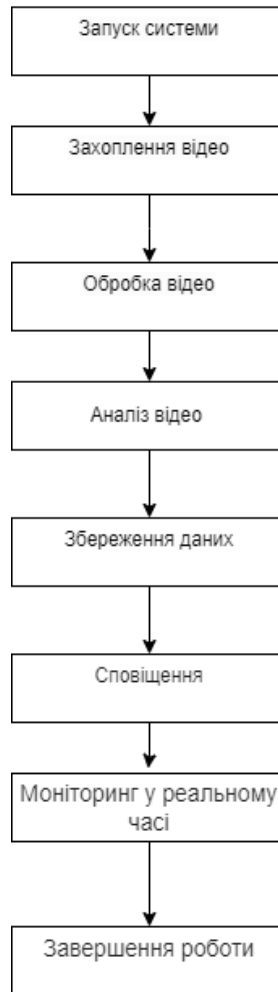 Запуск системи
Захоплення відео
Обробка відео
Аналіз відео
Збереження даних
Сповіщення
Моніторинг у реальному
часі
Завершення роботи